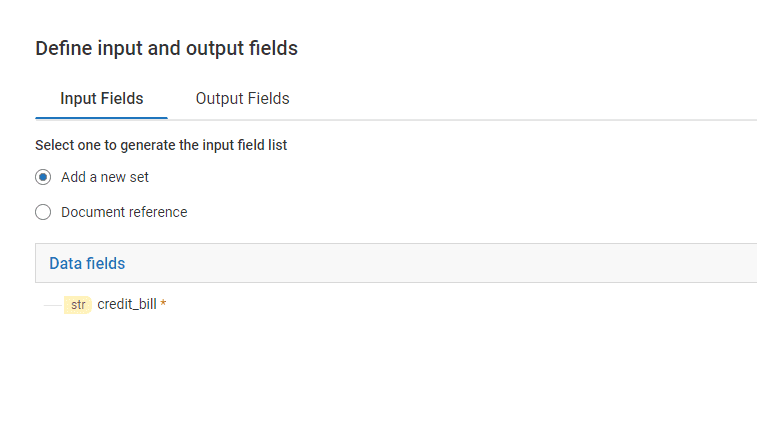 Define input and output fields
Input Fields Output Fields
Select one to generate the input field list
Add a new set
Document reference
Data fields
str credit_bill *